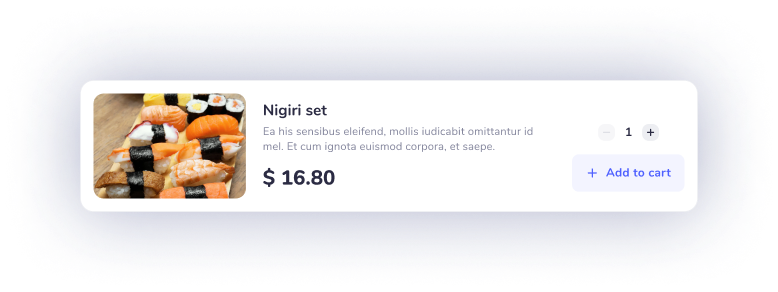 Nigiri set
Ea his sensibus eleifend, mollis iudicabit omittantur id
mel. Et cum ignota euismod corpora, et saepe.
$ 16.80
− 1 +
+ Add to cart